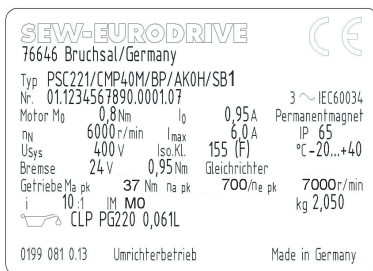 SEW-EURODRIVE CE
76646 Bruchsal/Germany
Typ PSC221/CMP40M/BP/AK0H/SB1
Nr. 01.1234567890.0001.07 3 ~ IEC60034
Motor M0 0,8 Nm I0 0,95 A Permanentmagnet
nN 6000 r/min Imax 6,0 A IP 65
USys 400 V Iso.Kl. 155 (F) °C -20...+40
Bremse 24 V 0,95 Nm Gleichrichter
Getriebe Ma pk 37 Nm na pk 700/ne pk 7000 r/min
i 10 :1 IM M0 kg 2,050
CLP PG220 0,061L
0199 081 0.13 Umrichterbetrieb Made in Germany